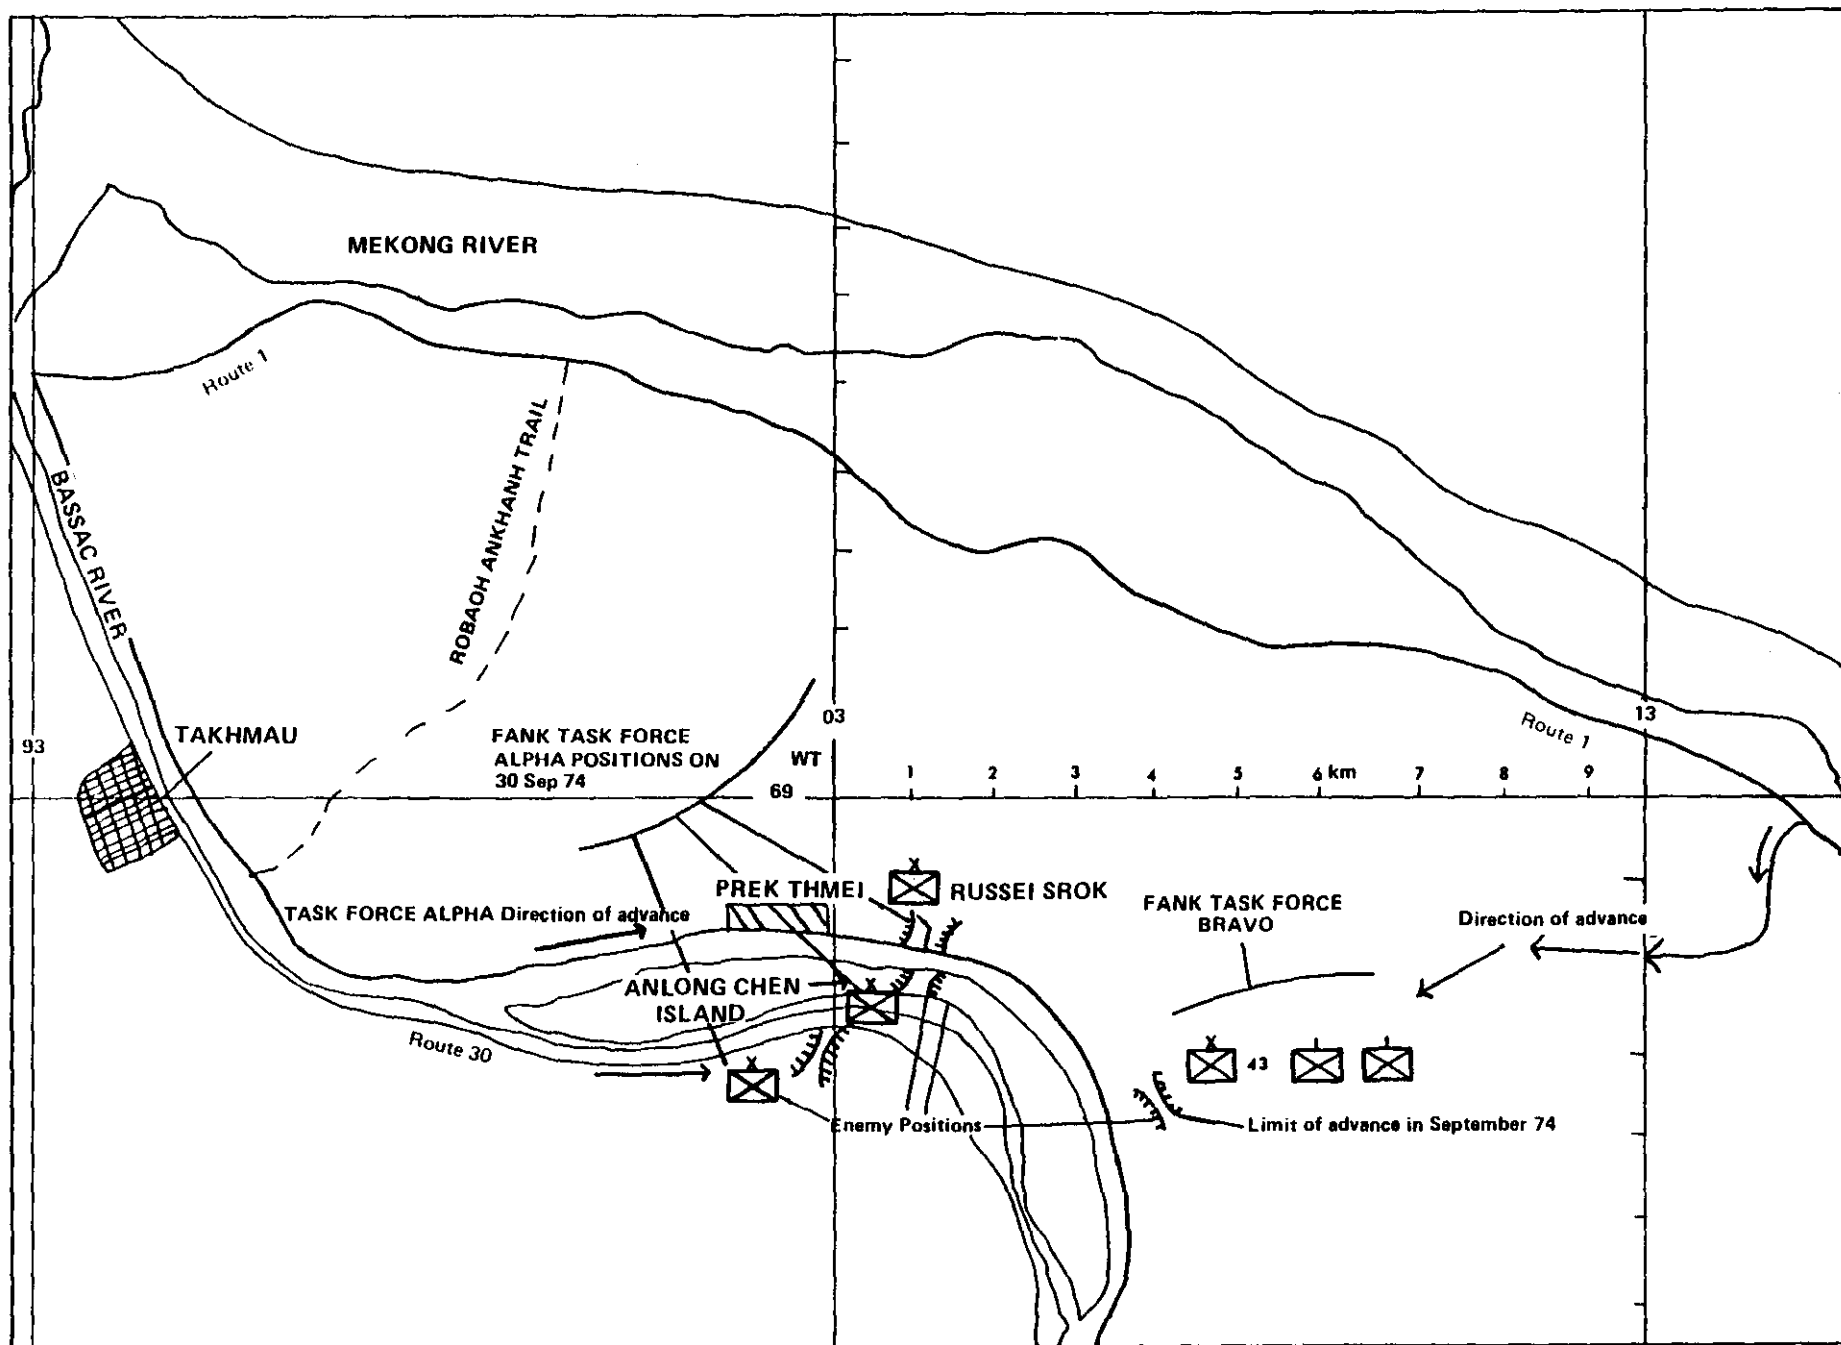 MEKONG RIVER
Route 1
ROBAOH ANKHANH TRAIL
BASSAC RIVER
03
13
Route 1
93
TAKHMAU
FANK TASK FORCE
ALPHA POSITIONS ON
30 Sep 74
WT
69
1
2
3
4
5
6 km
7
8
9
X
PREK THMEI
RUSSEI SROK
TASK FORCE ALPHA Direction of advance
FANK TASK FORCE
BRAVO
Direction of advance
ANLONG CHEN
ISLAND
X
Route 30
X
X
43
I
I
Enemy Positions
Limit of advance in September 74